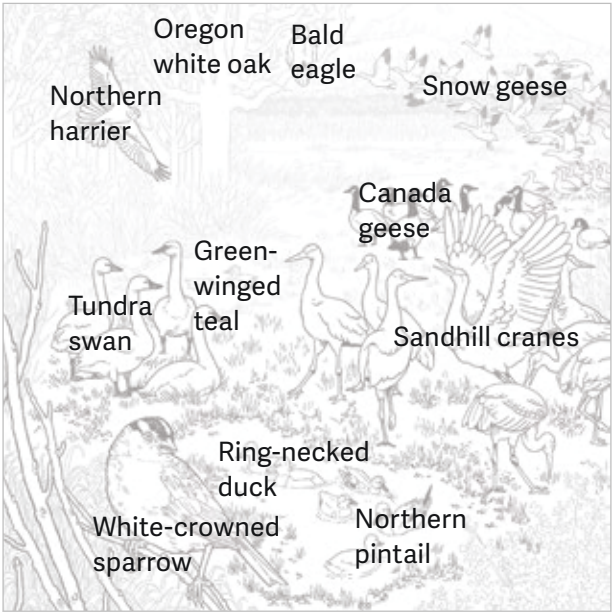 Oregon
white oak
Bald
eagle
Snow geese
Northern
harrier
Canada
geese
Green-
winged
teal
Tundra
swan
Sandhill cranes
Ring-necked
duck
White-crowned
sparrow
Northern
pintail